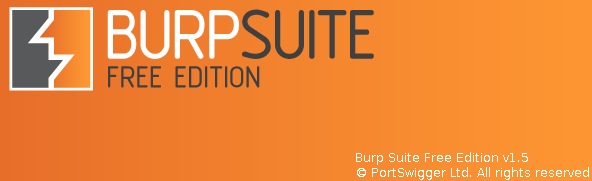 BURPSUITE
FREE EDITION
Burp Suite Free Edition v1.5
© PortSwigger Ltd. All rights reserved